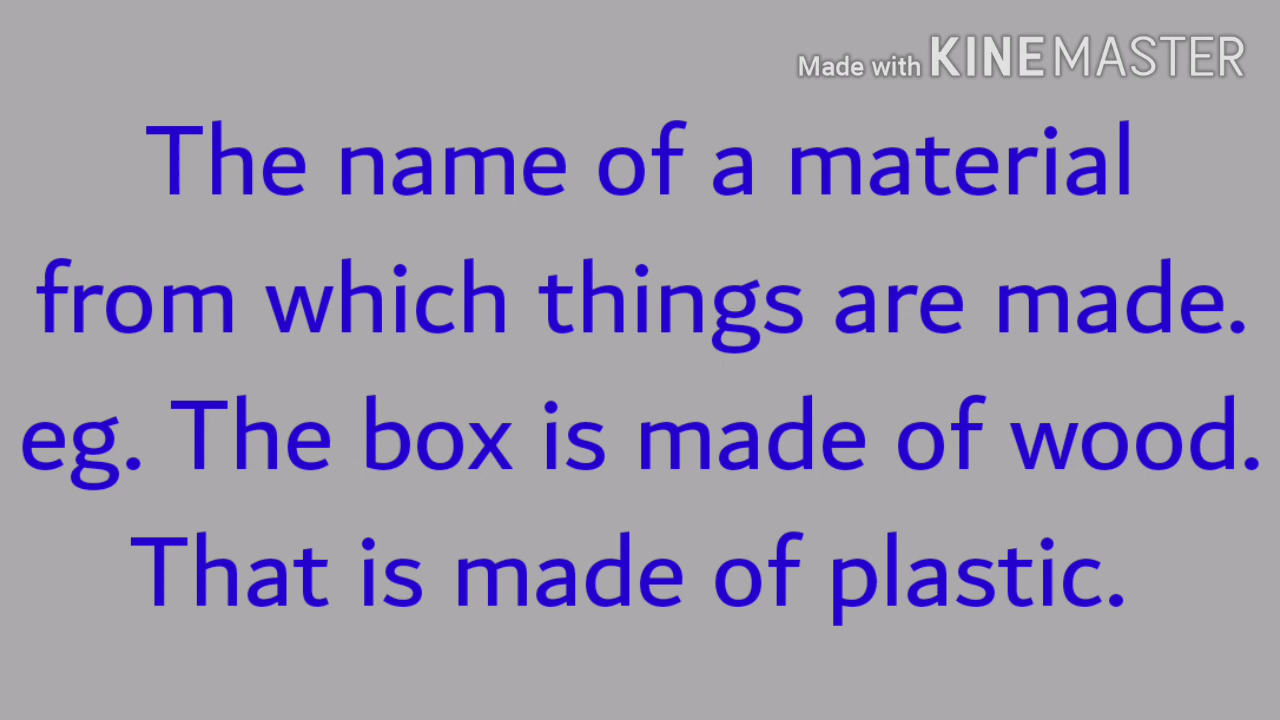 Made with KINEMASTER
The name of a material
from which things are made.
eg. The box is made of wood.
That is made of plastic.